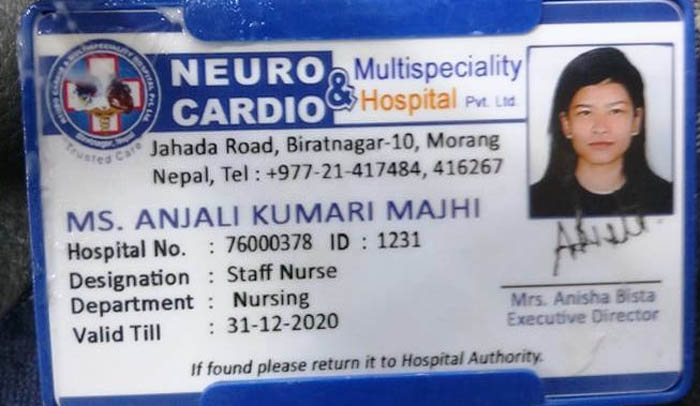 NEURO & Multispeciality
CARDIO Hospital Pvt. Ltd.
Trusted Care
Jahada Road, Biratnagar-10, Morang
Nepal, Tel : +977-21-417484, 416267
MS. ANJALI KUMARI MAJHI
Hospital No. : 76000378 ID : 1231
Designation : Staff Nurse
Department : Nursing
Valid Till : 31-12-2020
Mrs. Anisha Bista
Executive Director
If found please return it to Hospital Authority.